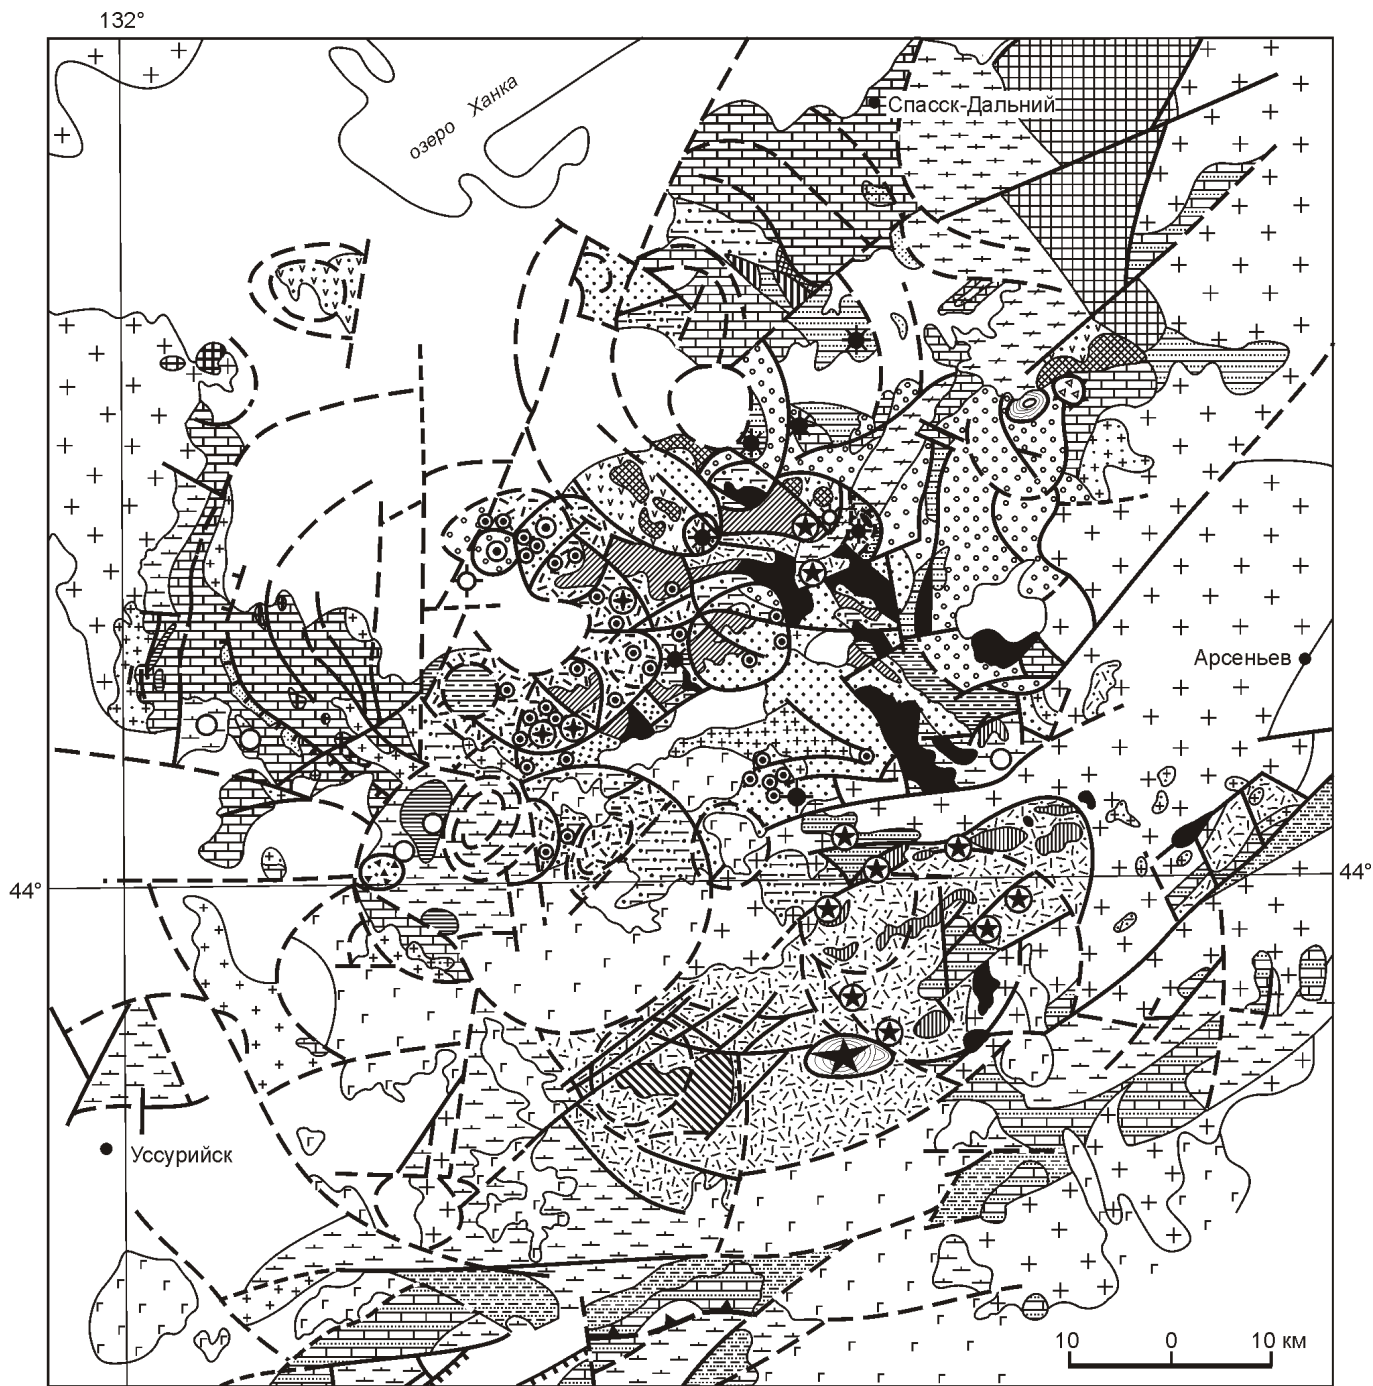 132°
озеро Ханка
Спасск-Дальний
Арсеньев
44°
44°
Уссурийск
10 0 10 км